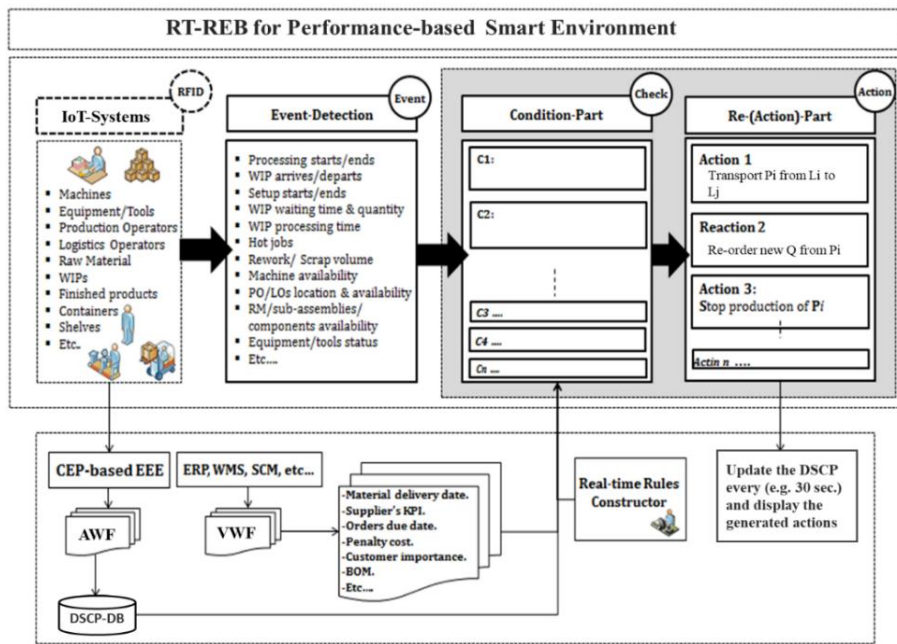 RT-REB for Performance-based Smart Environment
RFID
IoT-Systems
Machines
Equipment/Tools
Production Operators
Logistics Operators
Raw Material
WIPs
Finished products
Containers
Shelves
Etc..
Event
Event-Detection
Processing starts/ends
WIP arrives/departs
Setup starts/ends
WIP waiting time & quantity
WIP processing time
Hot jobs
Rework/ Scrap volume
Machine availability
PO/LOs location & availability
RM/sub-assemblies/
components availability
Equipment/tools status
Etc....
Check
Condition-Part
C1:
C2:
C3 ....
C4 ....
Cn ...
Action
Re-(Action)-Part
Action 1
Transport Pi from Li to
Lj
Reaction 2
Re-order new Q from Pi
Action 3:
Stop production of Pi
Actin n ....
CEP-based EEE
AWF
DSCP-DB
ERP, WMS, SCM, etc...
VWF
-Material delivery date.
-Supplier's KPI.
-Orders due date.
-Penalty cost.
-Customer importance.
-BOM.
-Etc....
Real-time Rules
Constructor
Update the DSCP
every (e.g. 30 sec.)
and display the
generated actions